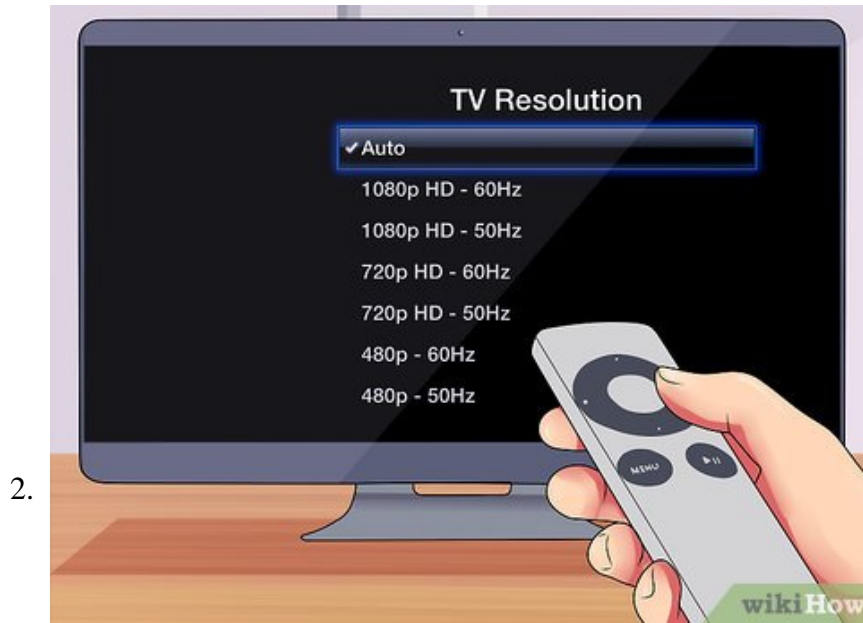 TV Resolution
✔ Auto
1080p HD - 60Hz
1080p HD - 50Hz
720p HD - 60Hz
720p HD - 50Hz
480p - 60Hz
480p - 50Hz
MENU
2.
wikiHow